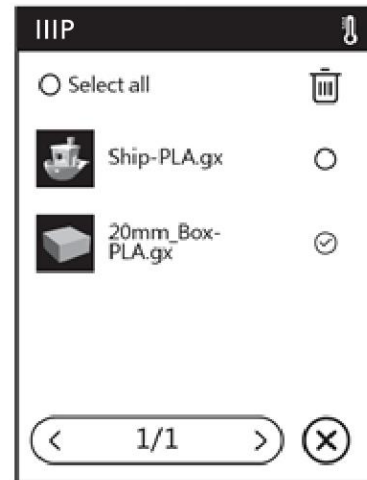 IIIP
Select all
Ship-PLA.gx
20mm_Box-
PLA.gx
1/1